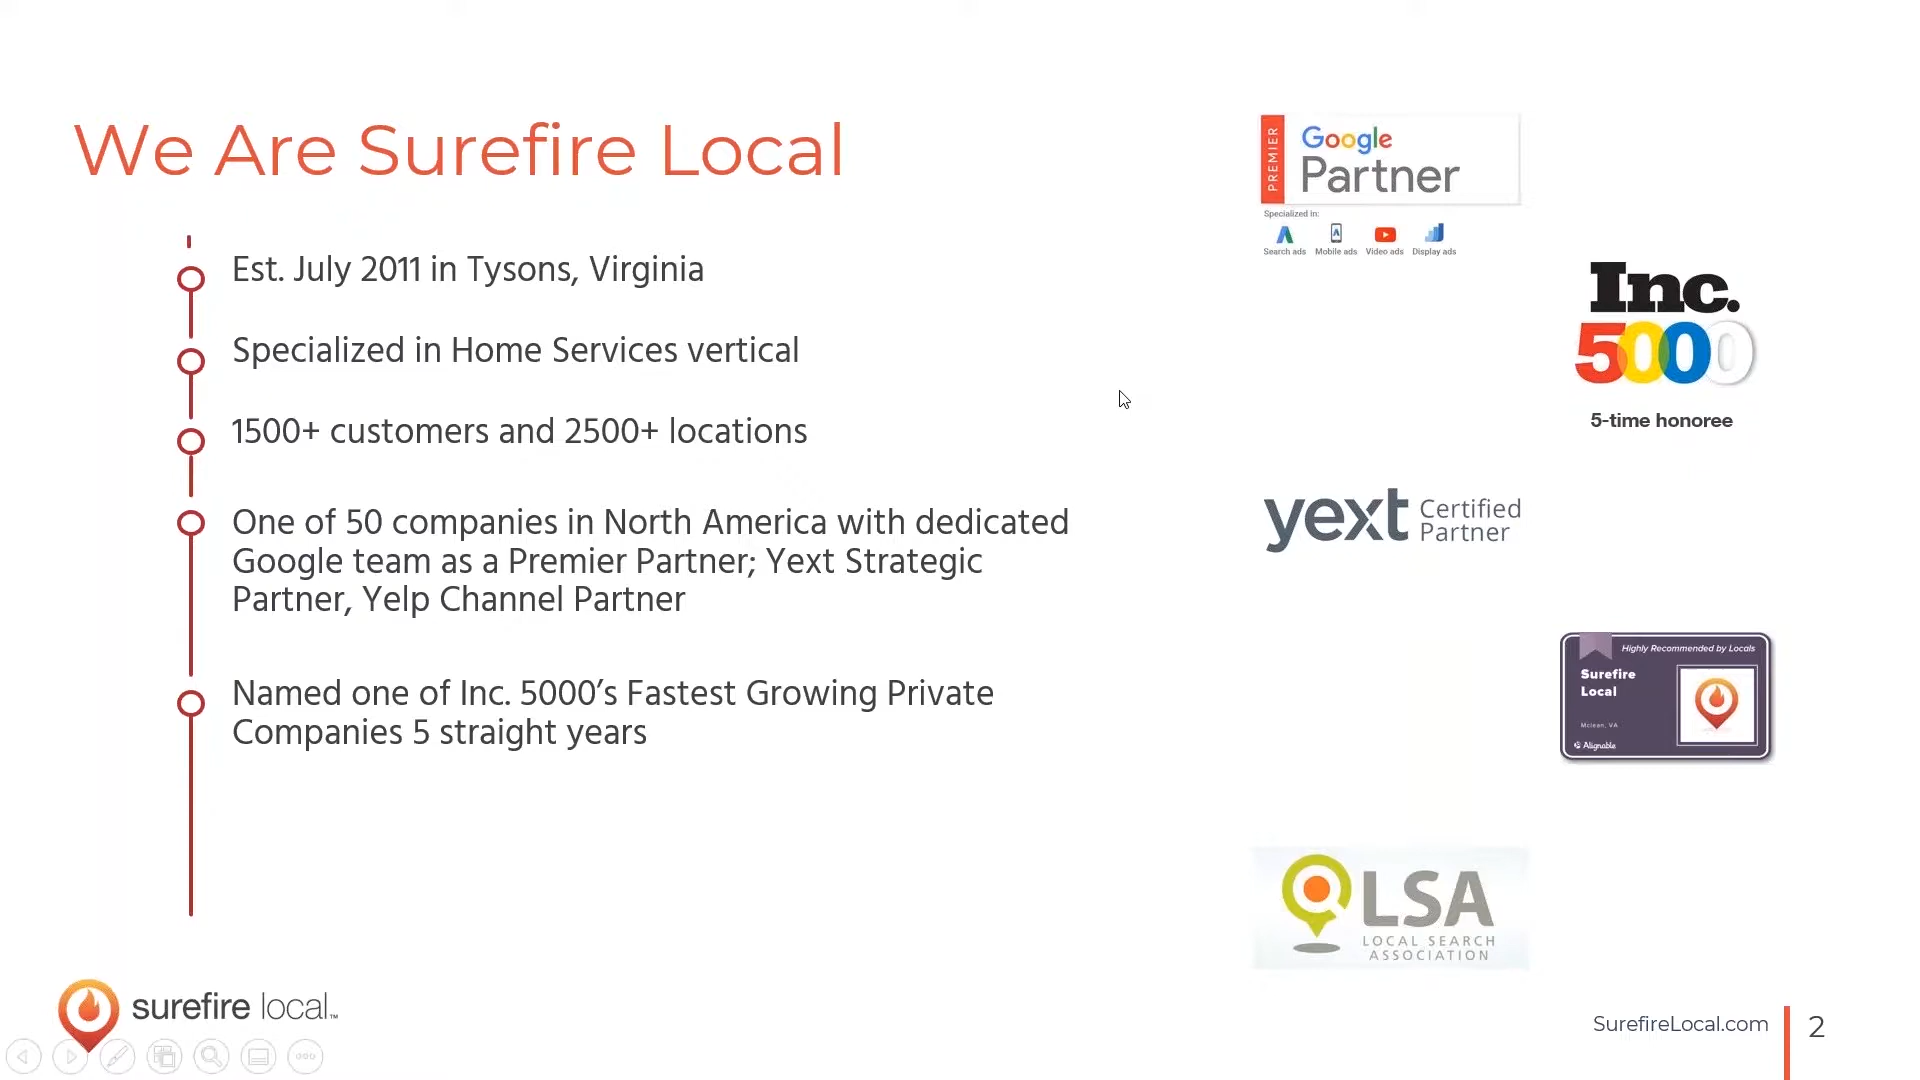 We Are Surefire Local
Est. July 2011 in Tysons, Virginia
Specialized in Home Services vertical
1500+ customers and 2500+ locations
One of 50 companies in North America with dedicated
Google team as a Premier Partner; Yext Strategic
Partner, Yelp Channel Partner
Named one of Inc. 5000’s Fastest Growing Private
Companies 5 straight years
PREMIER
Google
Partner
Specialized in:
Search ads Mobile ads Video ads Display ads
Inc.
5000
5-time honoree
yext Certified
Partner
Highly Recommended by Locals
Surefire
Local
Mclean, VA
Alignable
LSA
LOCAL SEARCH
ASSOCIATION
surefire local™
SurefireLocal.com
2